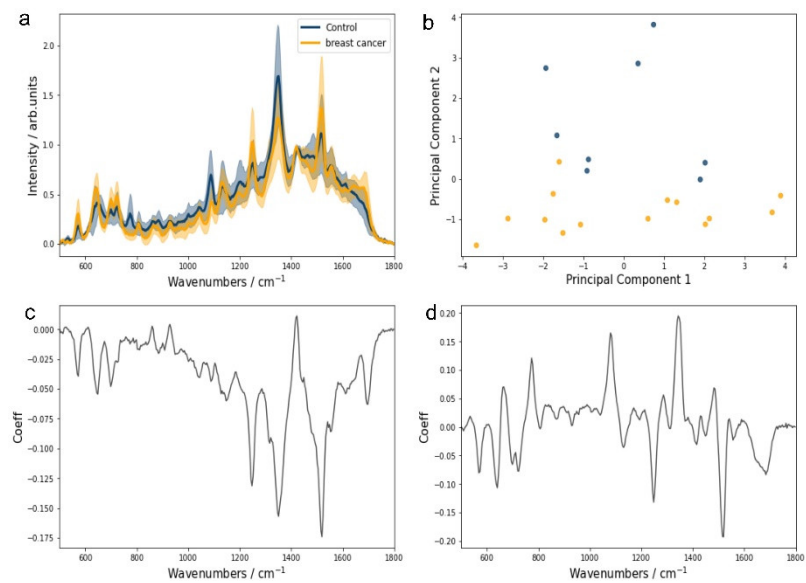 a
Control
breast cancer
2.0
1.5
1.0
0.5
0.0
Intensity / arb.units
600 800 1000 1200 1400 1600 1800
Wavenumbers / cm⁻¹
b
4
3
2
1
0
−1
Principal Component 2
−4 −3 −2 −1 0 1 2 3 4
Principal Component 1
c
0.000
−0.025
−0.050
−0.075
−0.100
−0.125
−0.150
−0.175
Coeff
600 800 1000 1200 1400 1600 1800
Wavenumbers / cm⁻¹
d
0.20
0.15
0.10
0.05
0.00
−0.05
−0.10
−0.15
−0.20
Coeff
600 800 1000 1200 1400 1600 1800
Wavenumbers / cm⁻¹